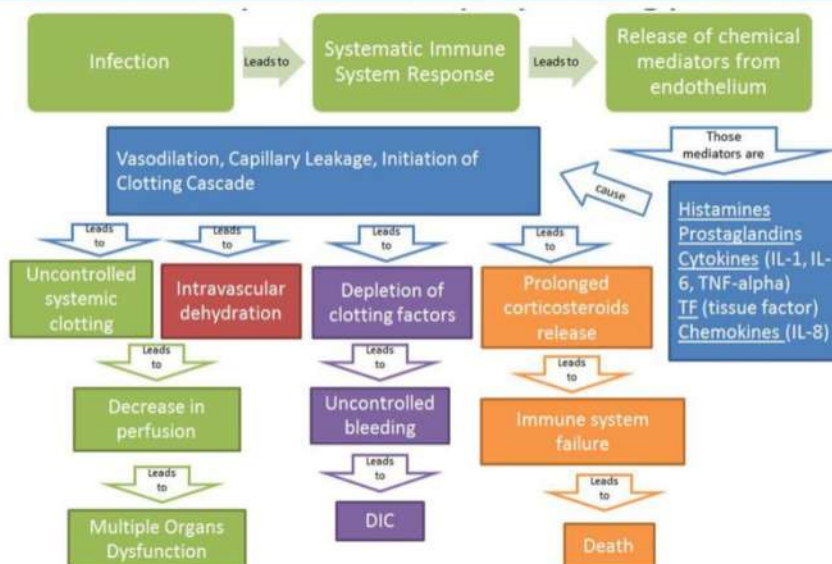 Infection
Leads to
Systematic Immune
System Response
Leads to
Release of chemical
mediators from
endothelium
Those
mediators are
Histamines
Prostaglandins
Cytokines (IL-1, IL-
6, TNF-alpha)
TF (tissue factor)
Chemokines (IL-8)
cause
Vasodilation, Capillary Leakage, Initiation of
Clotting Cascade
Leads
to
Leads
to
Leads
to
Leads
to
Uncontrolled
systemic
clotting
Intravascular
dehydration
Depletion of
clotting factors
Prolonged
corticosteroids
release
Leads
to
Leads
to
Leads
to
Decrease in
perfusion
Uncontrolled
bleeding
Immune system
failure
Leads
to
Leads
to
Leads
to
Multiple Organs
Dysfunction
DIC
Death